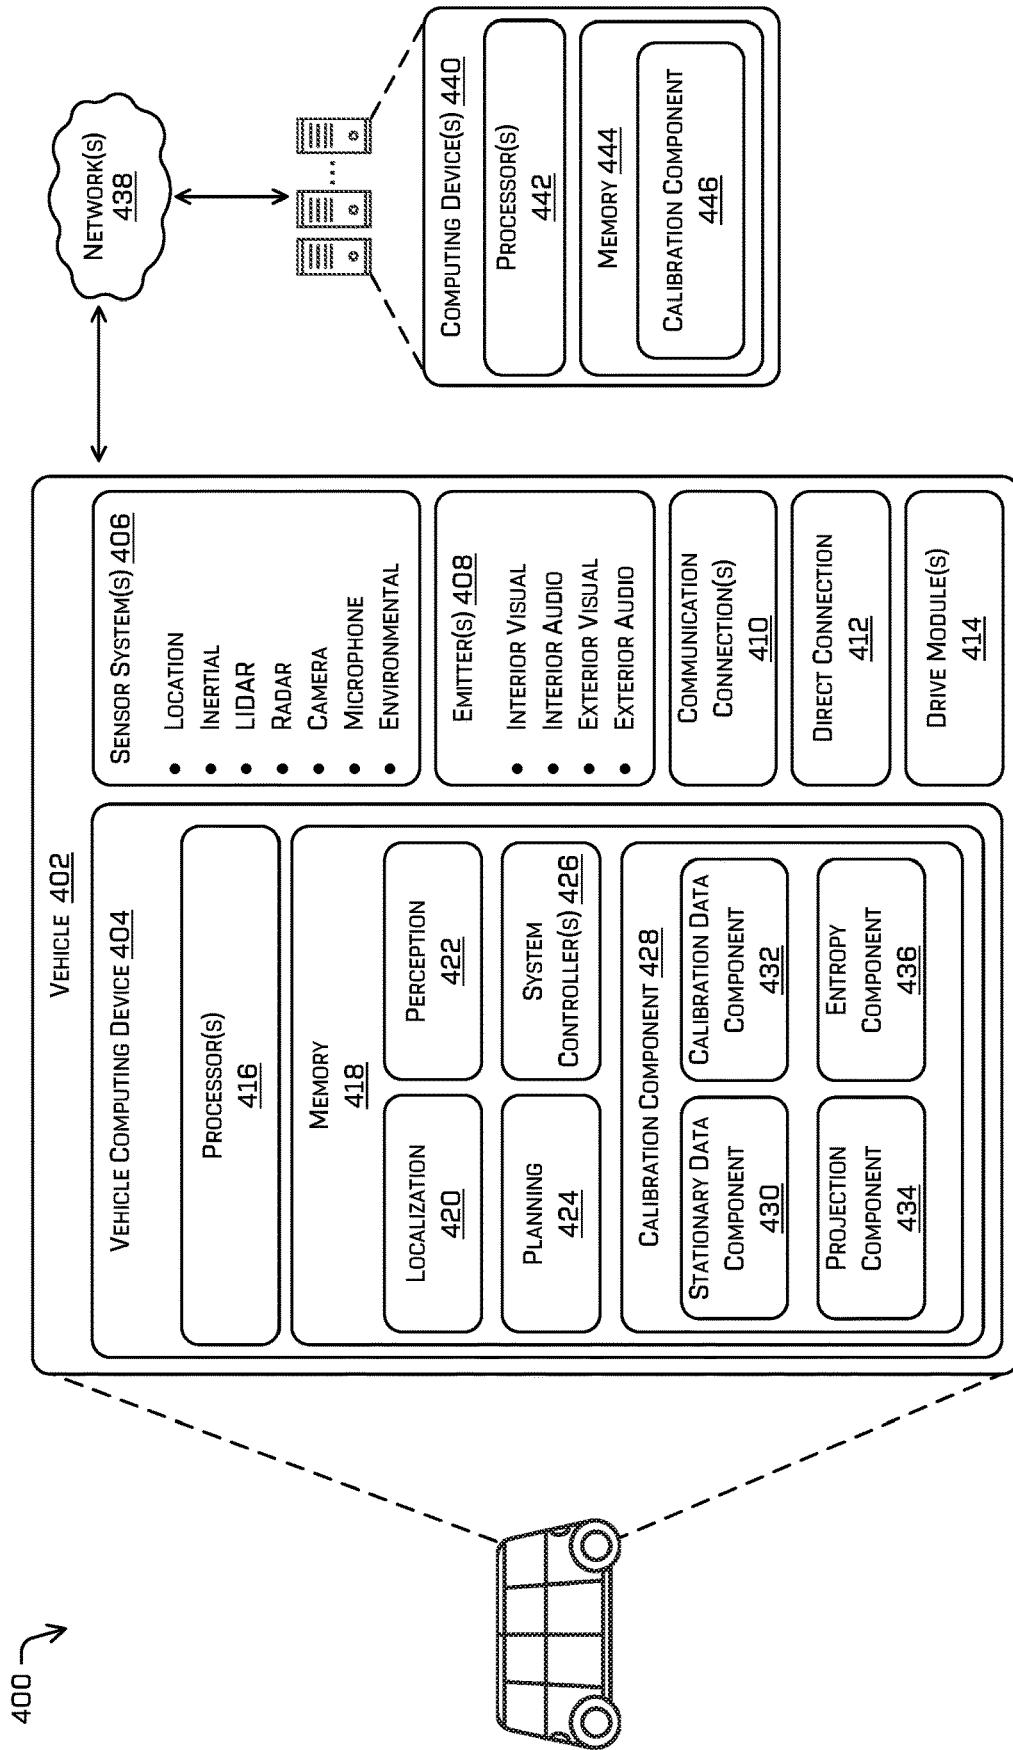 400
VEHICLE 402
VEHICLE COMPUTING DEVICE 404
PROCESSOR(S)
416
MEMORY
418
LOCALIZATION
420
PERCEPTION
422
PLANNING
424
SYSTEM
CONTROLLER(S) 426
CALIBRATION COMPONENT 428
STATIONARY DATA
COMPONENT
430
CALIBRATION DATA
COMPONENT
432
PROJECTION
COMPONENT
434
ENTROPY
COMPONENT
436
SENSOR SYSTEM(S) 406
• LOCATION
• INERTIAL
• LIDAR
• RADAR
• CAMERA
• MICROPHONE
• ENVIRONMENTAL
EMITTER(S) 408
• INTERIOR VISUAL
• INTERIOR AUDIO
• EXTERIOR VISUAL
• EXTERIOR AUDIO
COMMUNICATION
CONNECTION(S)
410
DIRECT CONNECTION
412
DRIVE MODULE(S)
414
NETWORK(S)
438
...
COMPUTING DEVICE(S) 440
PROCESSOR(S)
442
MEMORY 444
CALIBRATION COMPONENT
446